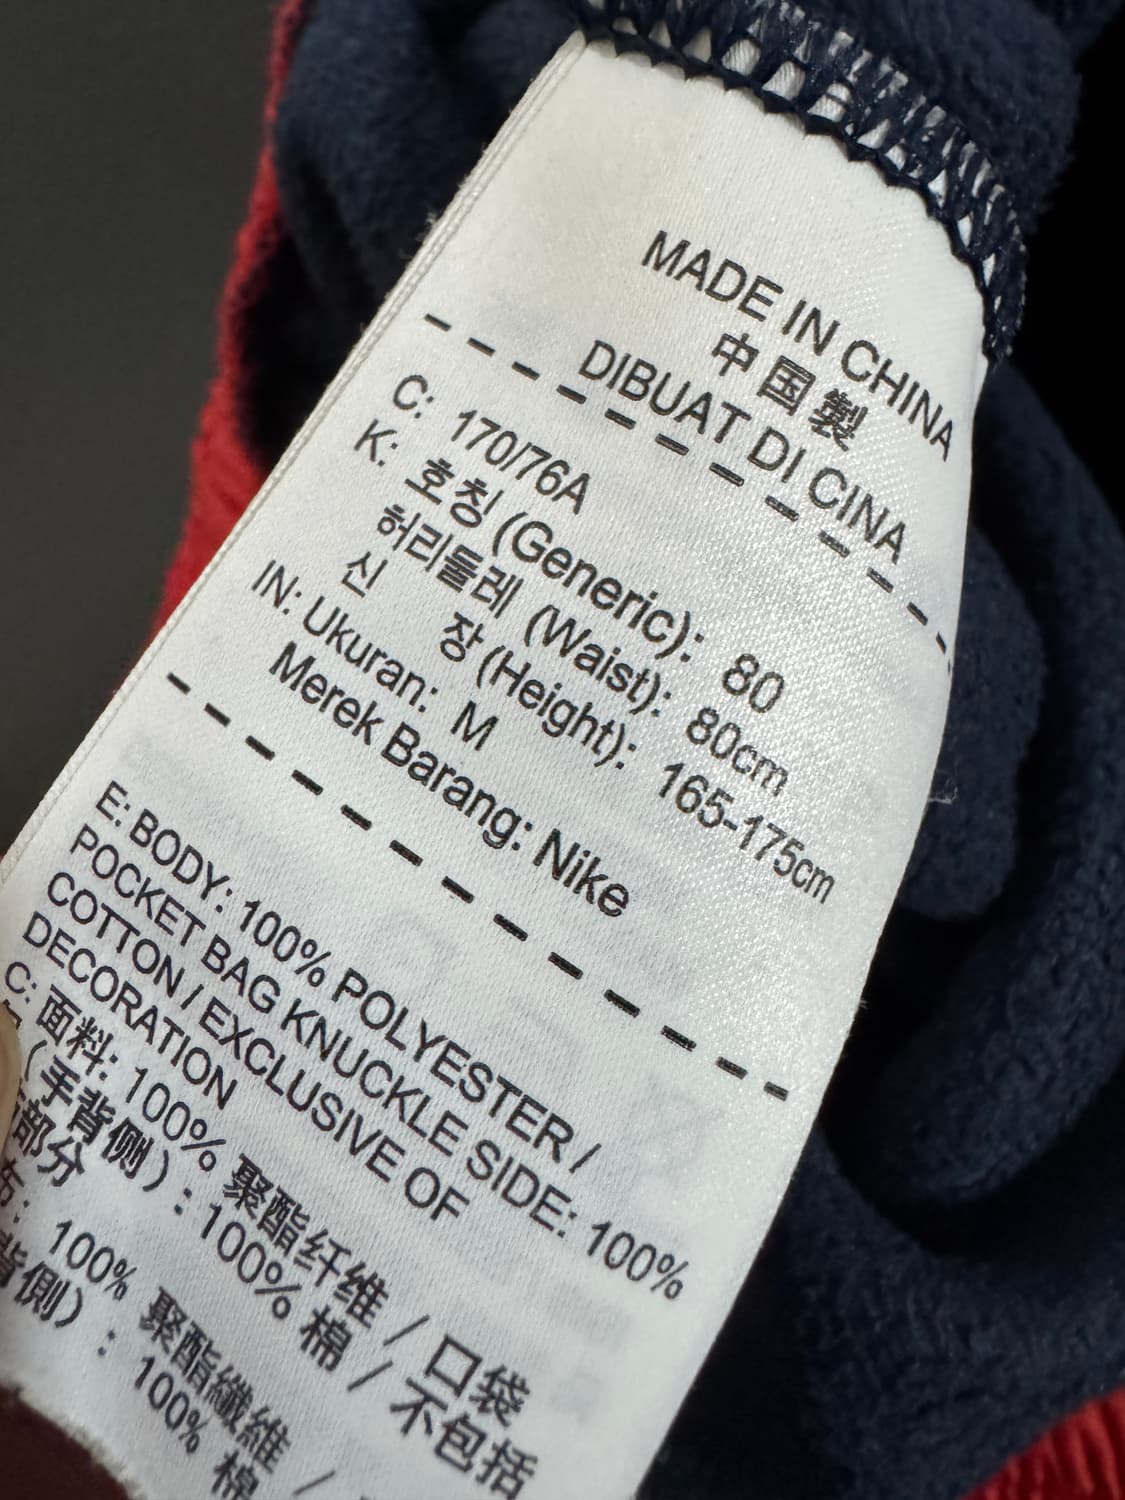 MADE IN CHINA
中国製
DIBUAT DI CINA
C: 170/76A
K: 호칭 (Generic): 80
허리둘레 (Waist): 80cm
신 장 (Height): 165-175cm
IN: Ukuran: M
Merek Barang: Nike
E: BODY: 100% POLYESTER /
POCKET BAG KNUCKLE SIDE: 100%
COTTON / EXCLUSIVE OF
DECORATION
C: 面料: 100% 聚酯纤维 / 口袋
(手背侧): 100% 棉 / 不包括
部分
: 100% 聚酯纖維 /
背側): 100% 棉